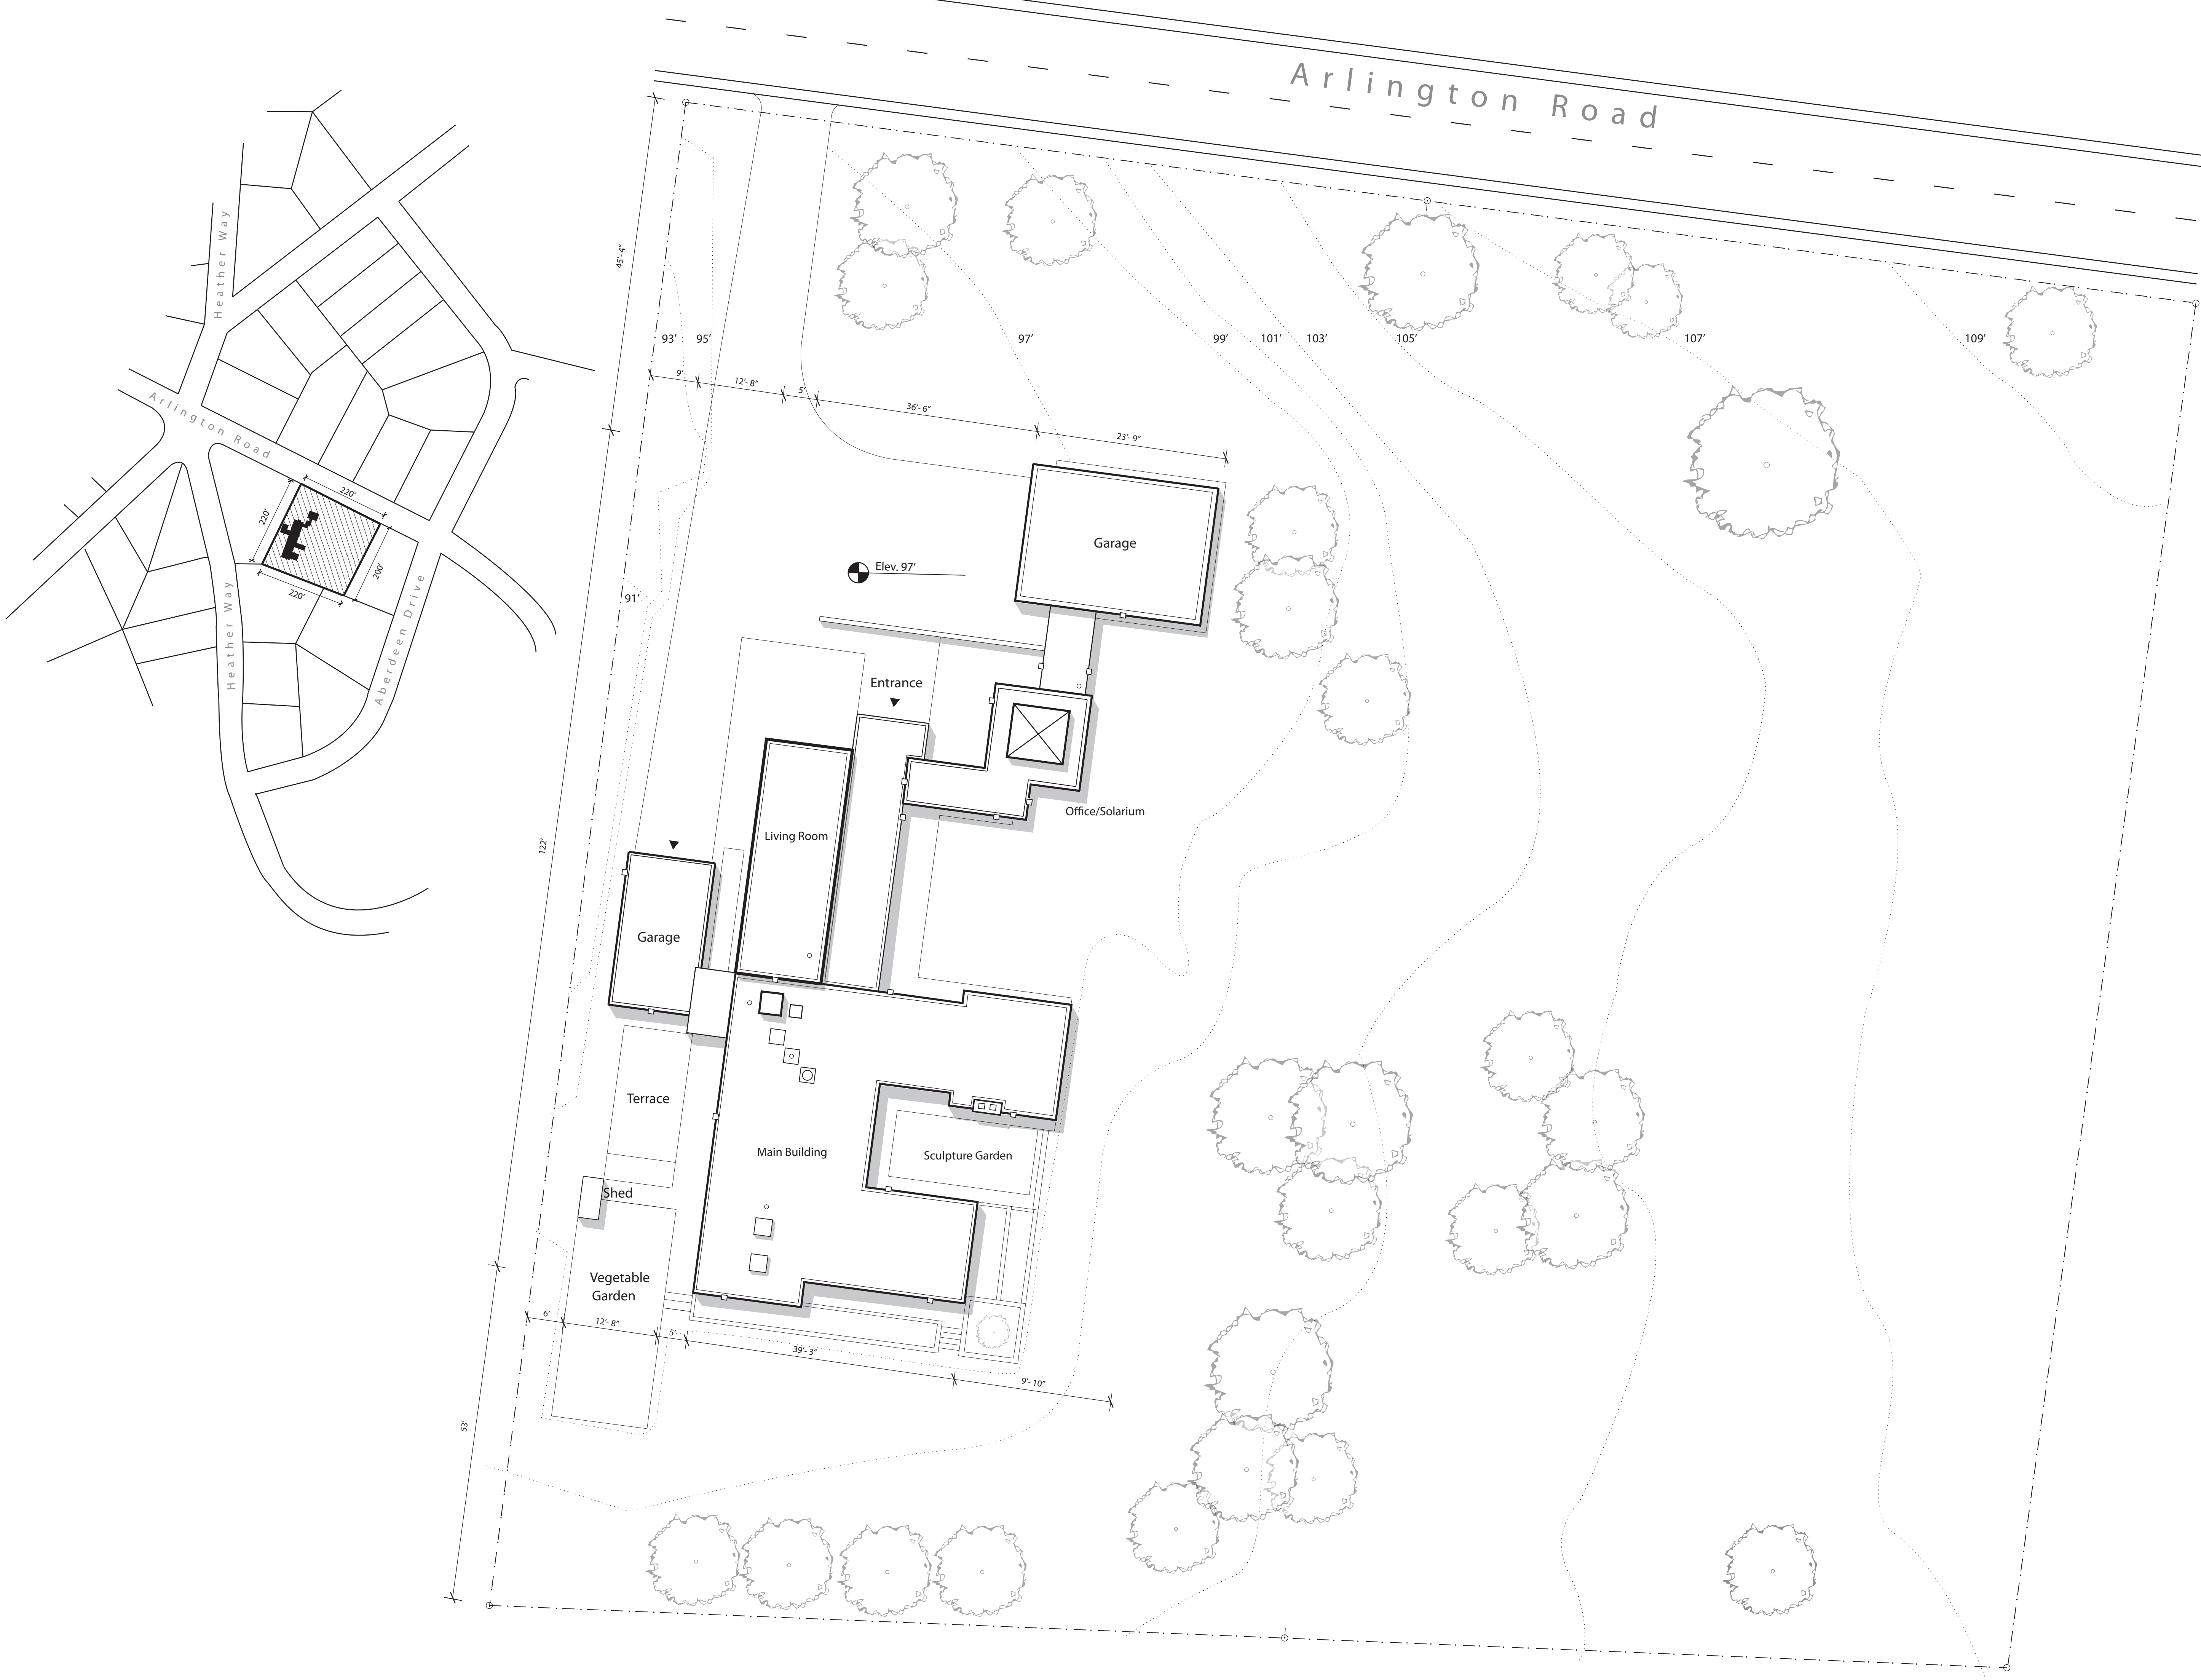 Arlington Road
Heather Way
Arlington Road
220'
220'
200'
220'
Heather Way
Aberdeen Drive
45'- 4"
93'
95'
97'
99'
101'
103'
105'
107'
109'
9'
12'- 8"
5'
36'- 6"
23'- 9"
Garage
Elev. 97'
91'
Entrance
Office/Solarium
Living Room
122'
Garage
Terrace
Main Building
Sculpture Garden
Shed
Vegetable
Garden
6'
12'- 8"
5'
39'- 3"
9'- 10"
53'